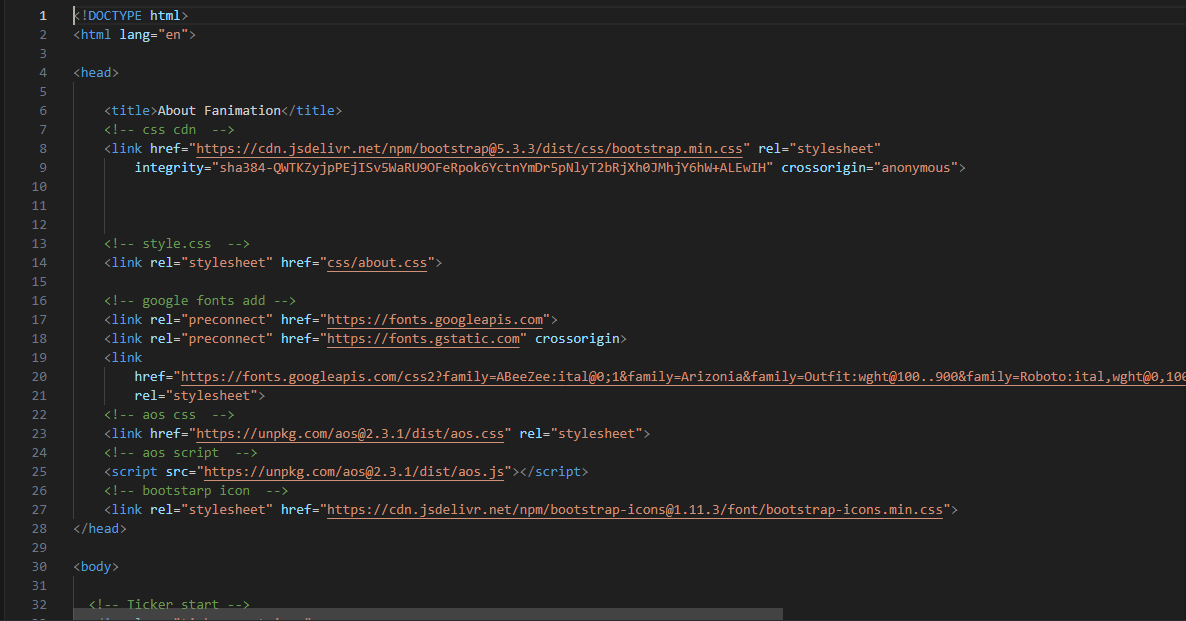 1 <!DOCTYPE html>
2 <html lang="en">
3
4 <head>
5
6 <title>About Fanimation</title>
7 <!-- css cdn  -->
8 <link href="https://cdn.jsdelivr.net/npm/bootstrap@5.3.3/dist/css/bootstrap.min.css" rel="stylesheet"
9 integrity="sha384-QWTKZyjpPEjISv5WaRU9OFeRpok6YctnYmDr5pNlyT2bRjXh0JMhjY6hW+ALEwIH" crossorigin="anonymous">
10
11
12
13 <!-- style.css  -->
14 <link rel="stylesheet" href="css/about.css">
15
16 <!-- google fonts add -->
17 <link rel="preconnect" href="https://fonts.googleapis.com">
18 <link rel="preconnect" href="https://fonts.gstatic.com" crossorigin>
19 <link
20 href="https://fonts.googleapis.com/css2?family=ABeeZee:ital@0;1&family=Arizonia&family=Outfit:wght@100..900&family=Roboto:ital,wght@0,100
21 rel="stylesheet">
22 <!-- aos css  -->
23 <link href="https://unpkg.com/aos@2.3.1/dist/aos.css" rel="stylesheet">
24 <!-- aos script  -->
25 <script src="https://unpkg.com/aos@2.3.1/dist/aos.js"></script>
26 <!-- bootstarp icon  -->
27 <link rel="stylesheet" href="https://cdn.jsdelivr.net/npm/bootstrap-icons@1.11.3/font/bootstrap-icons.min.css">
28 </head>
29
30 <body>
31
32 <!-- Ticker start -->